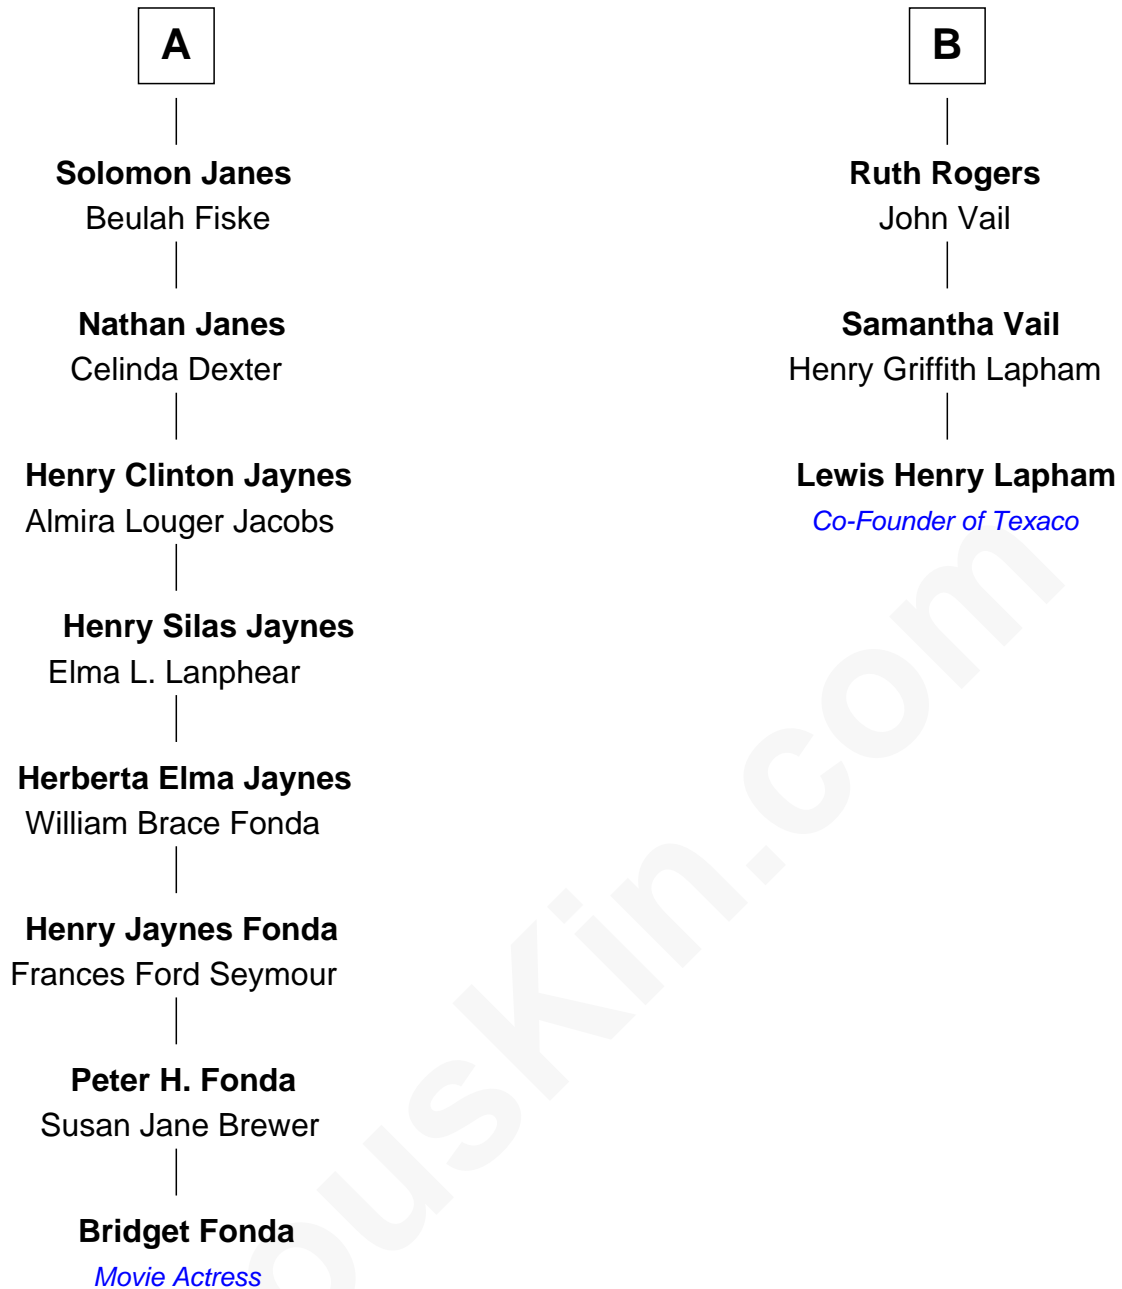 A
Solomon Janes
Beulah Fiske
Nathan Janes
Celinda Dexter
Henry Clinton Jaynes
Almira Louger Jacobs
Henry Silas Jaynes
Elma L. Lanphear
Herberta Elma Jaynes
William Brace Fonda
Henry Jaynes Fonda
Frances Ford Seymour
Peter H. Fonda
Susan Jane Brewer
Bridget Fonda
Movie Actress
B
Ruth Rogers
John Vail
Samantha Vail
Henry Griffith Lapham
Lewis Henry Lapham
Co-Founder of Texaco
ousKin.com